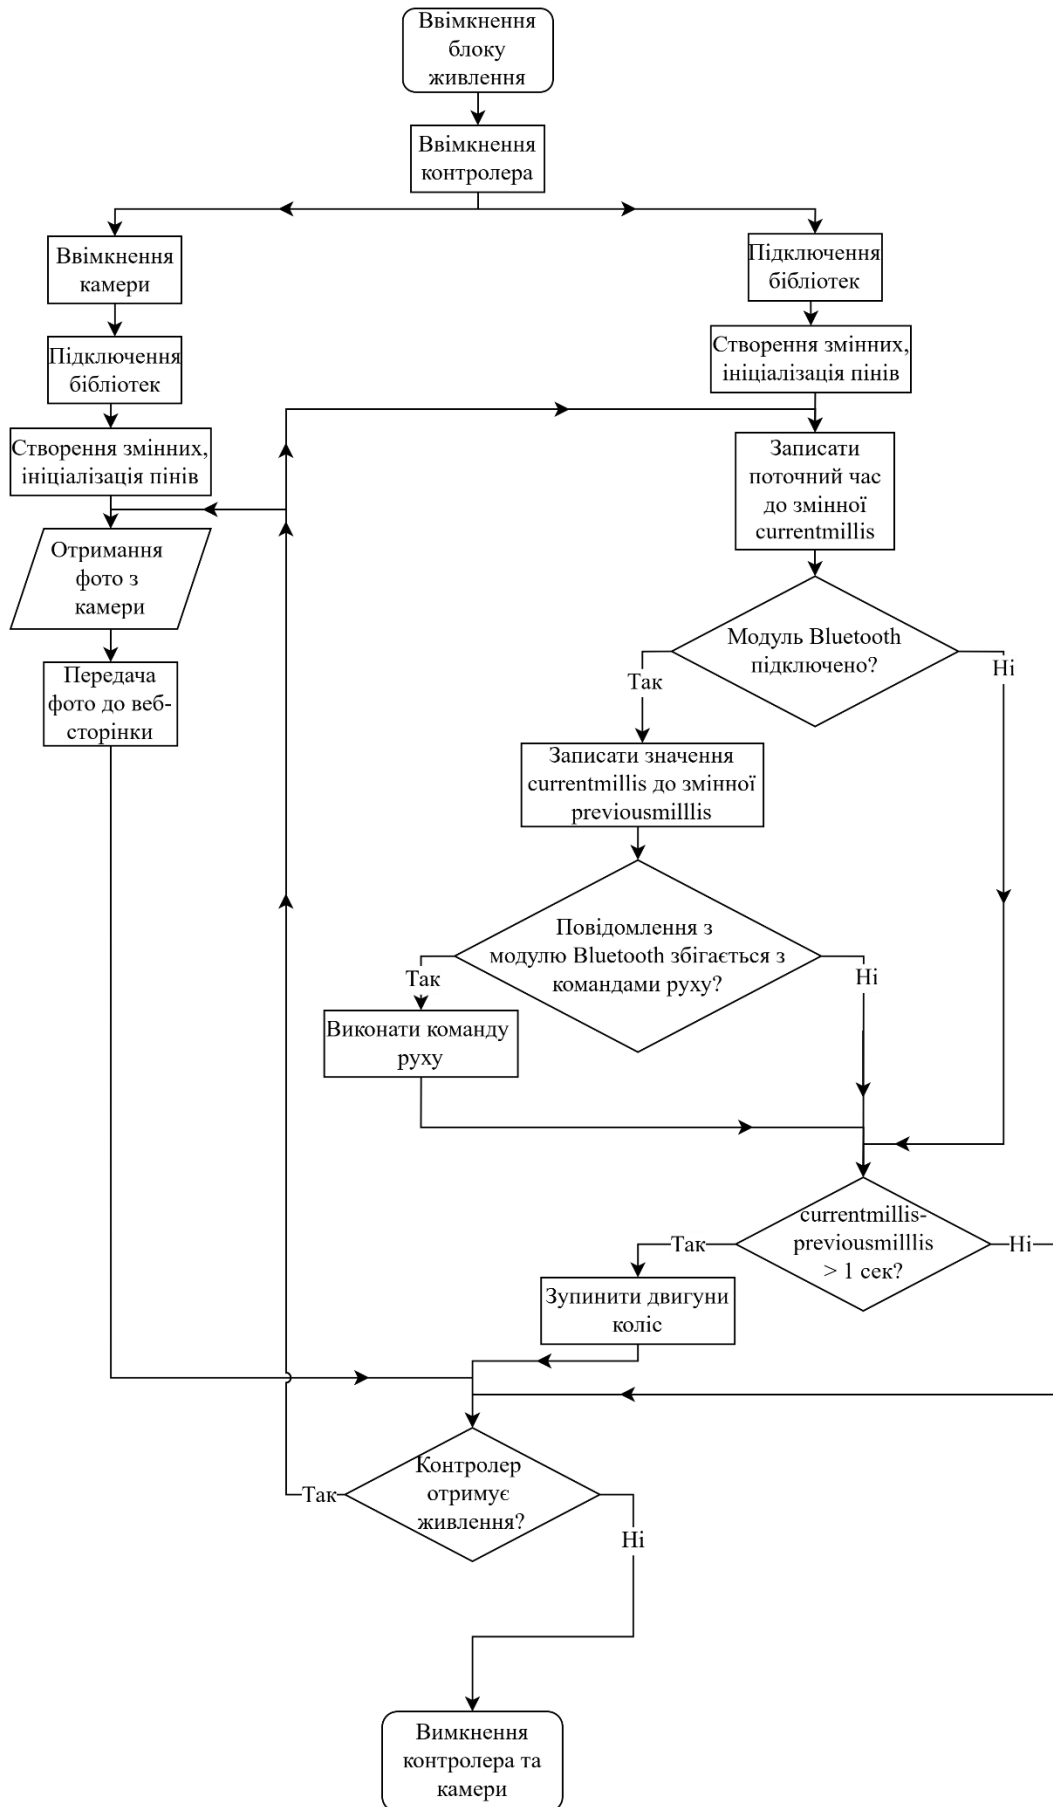 Ввімкнення
блоку
живлення
Ввімкнення
контролера
Ввімкнення
камери
Підключення
бібліотек
Створення змінних,
ініціалізація пінів
Отримання
фото з
камери
Передача
фото до веб-
сторінки
Підключення
бібліотек
Створення змінних,
ініціалізація пінів
Записати
поточний час
до змінної
currentmillis
Модуль Bluetooth
підключено?
Так
Ні
Записати значення
currentmillis до змінної
previousmilllis
Повідомлення з
модулю Bluetooth збігається з
командами руху?
Так
Ні
Виконати команду
руху
currentmillis-
previousmilllis
> 1 сек?
Так
Ні
Зупинити двигуни
коліс
Контролер
отримує
живлення?
Так
Ні
Вимкнення
контролера та
камери